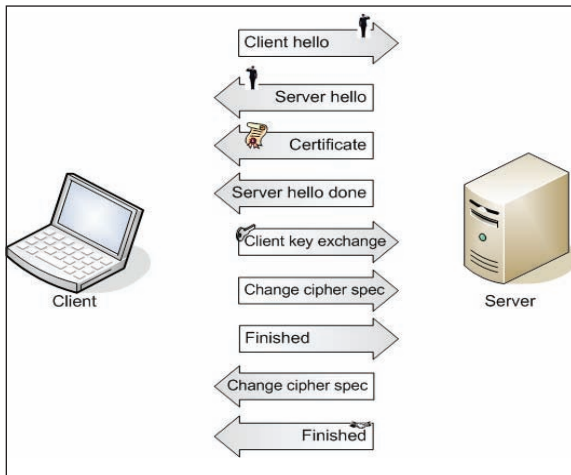 Client hello
Server hello
Certificate
Server hello done
Client key exchange
Client
Change cipher spec
Server
Finished
Change cipher spec
Finished